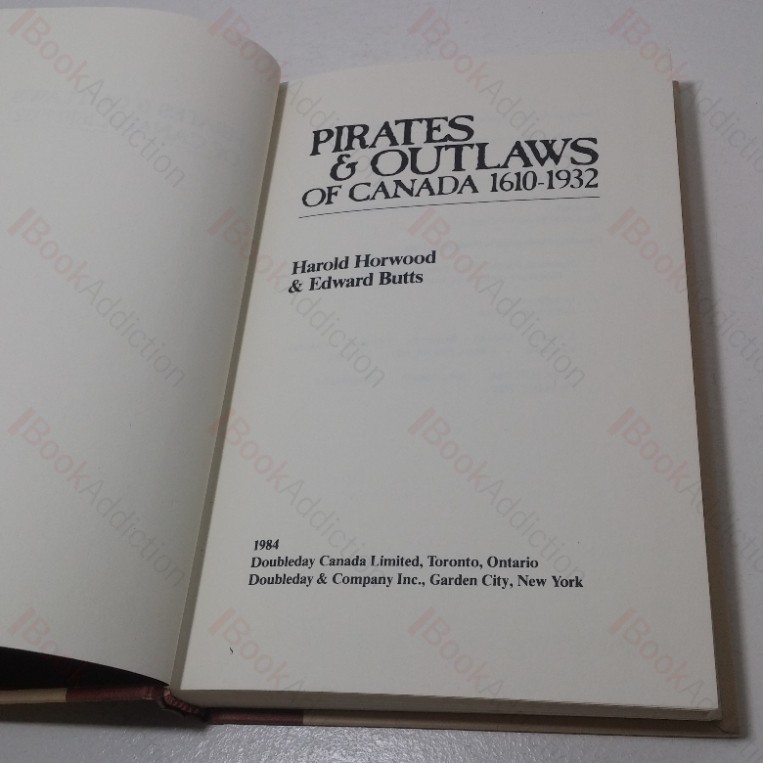 PIRATES
& OUTLAWS
OF CANADA 1610-1932
Harold Horwood
& Edward Butts
1984
Doubleday Canada Limited, Toronto, Ontario
Doubleday & Company Inc., Garden City, New York
BookAddiction